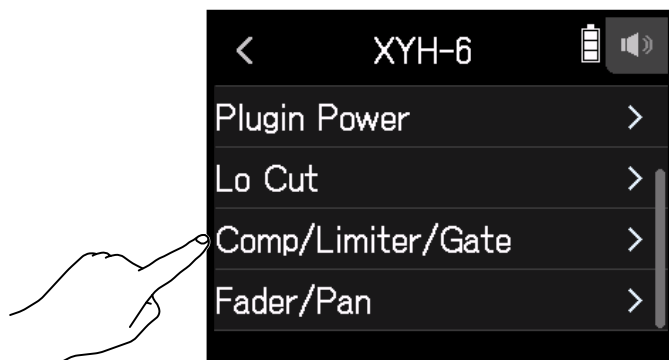 XYH-6
Plugin Power
Lo Cut
Comp/Limiter/Gate
Fader/Pan